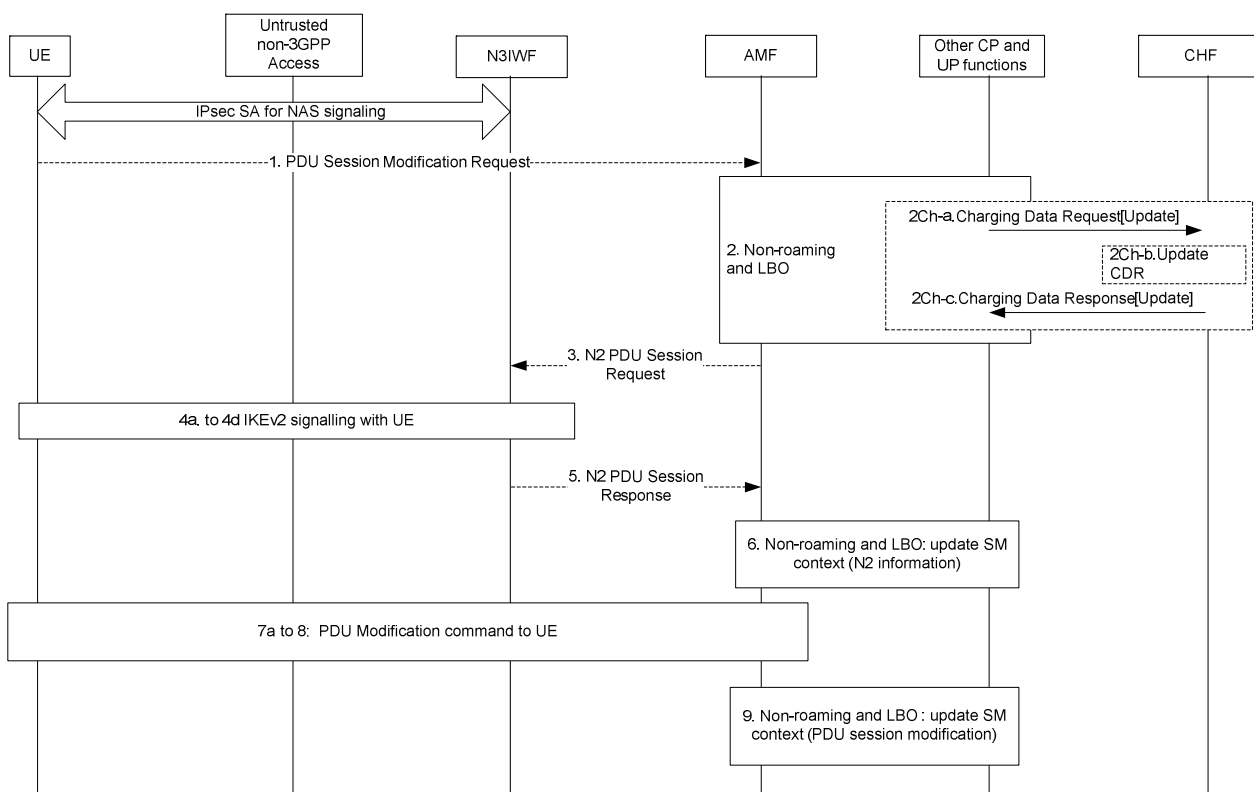 UE
Untrusted
non-3GPP
Access
N3IWF
AMF
Other CP and
UP functions
CHF
IPsec SA for NAS signaling
1. PDU Session Modification Request
2Ch-a.Charging Data Request[Update]
2. Non-roaming
and LBO
2Ch-b.Update
CDR
2Ch-c.Charging Data Response[Update]
3. N2 PDU Session
Request
4a. to 4d IKEv2 signalling with UE
5. N2 PDU Session
Response
6. Non-roaming and LBO: update SM
context (N2 information)
7a to 8: PDU Modification command to UE
9. Non-roaming and LBO : update SM
context (PDU session modification)